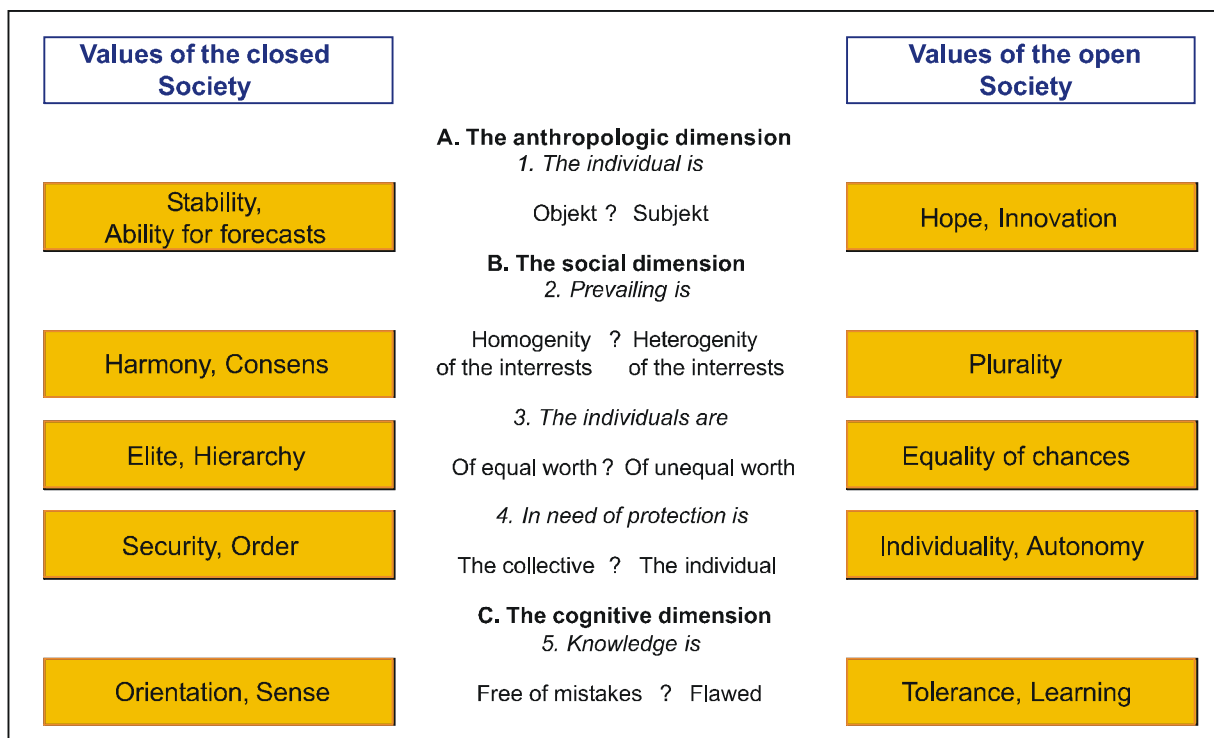 Values of the closed
Society
Values of the open
Society
A. The anthropologic dimension
1. The individual is
Stability,
Ability for forecasts
Objekt ? Subjekt
Hope, Innovation
B. The social dimension
2. Prevailing is
Harmony, Consens
Homogenity ? Heterogenity
of the interrests of the interrests
Plurality
3. The individuals are
Elite, Hierarchy
Of equal worth ? Of unequal worth
Equality of chances
4. In need of protection is
Security, Order
The collective ? The individual
Individuality, Autonomy
C. The cognitive dimension
5. Knowledge is
Orientation, Sense
Free of mistakes ? Flawed
Tolerance, Learning